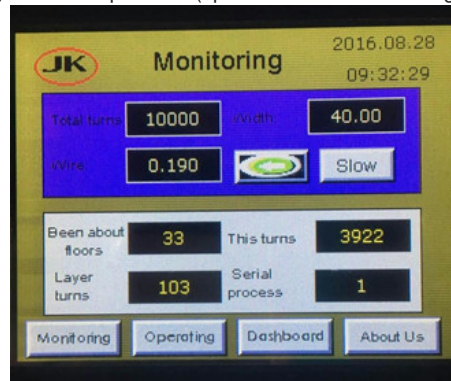 JK
Monitoring
2016.08.28
09:32:29
Total turns 10000 Width 40.00
Wire 0.190 Slow
Been about floors 33 This turns 3922
Layer turns 103 Serial process 1
Monitoring Operating Dashboard About Us